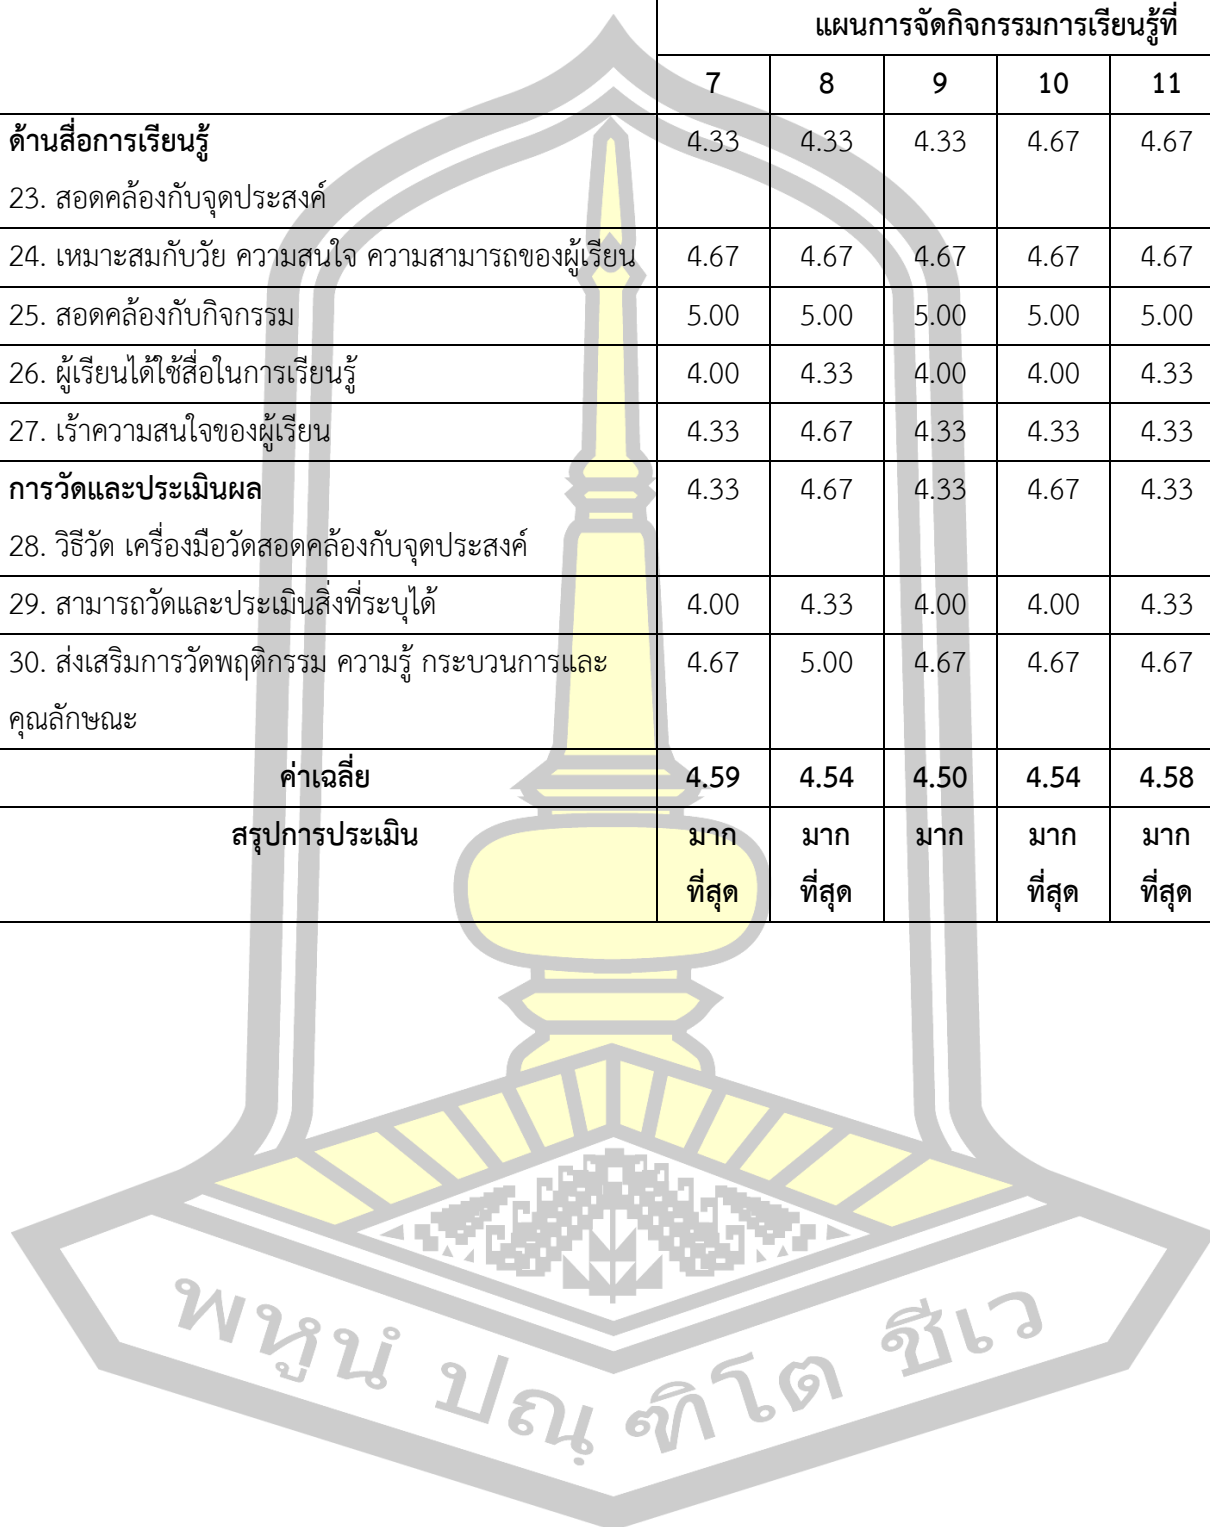 แผนการจัดกิจกรรมการเรียนรู้ที่
7 8 9 10 11
ด้านสื่อการเรียนรู้ 4.33 4.33 4.33 4.67 4.67
23. สอดคล้องกับจุดประสงค์
24. เหมาะสมกับวัย ความสนใจ ความสามารถของผู้เรียน 4.67 4.67 4.67 4.67 4.67
25. สอดคล้องกับกิจกรรม 5.00 5.00 5.00 5.00 5.00
26. ผู้เรียนได้ใช้สื่อในการเรียนรู้ 4.00 4.33 4.00 4.00 4.33
27. เร้าความสนใจของผู้เรียน 4.33 4.67 4.33 4.33 4.33
การวัดและประเมินผล 4.33 4.67 4.33 4.67 4.33
28. วิธีวัด เครื่องมือวัดสอดคล้องกับจุดประสงค์
29. สามารถวัดและประเมินสิ่งที่ระบุได้ 4.00 4.33 4.00 4.00 4.33
30. ส่งเสริมการวัดพฤติกรรม ความรู้ กระบวนการและ 4.67 5.00 4.67 4.67 4.67
คุณลักษณะ
ค่าเฉลี่ย 4.59 4.54 4.50 4.54 4.58
สรุปการประเมิน มาก มาก มาก มาก มาก
ที่สุด ที่สุด ที่สุด ที่สุด
พหูนํ ปณฺฑิโต ชีเว